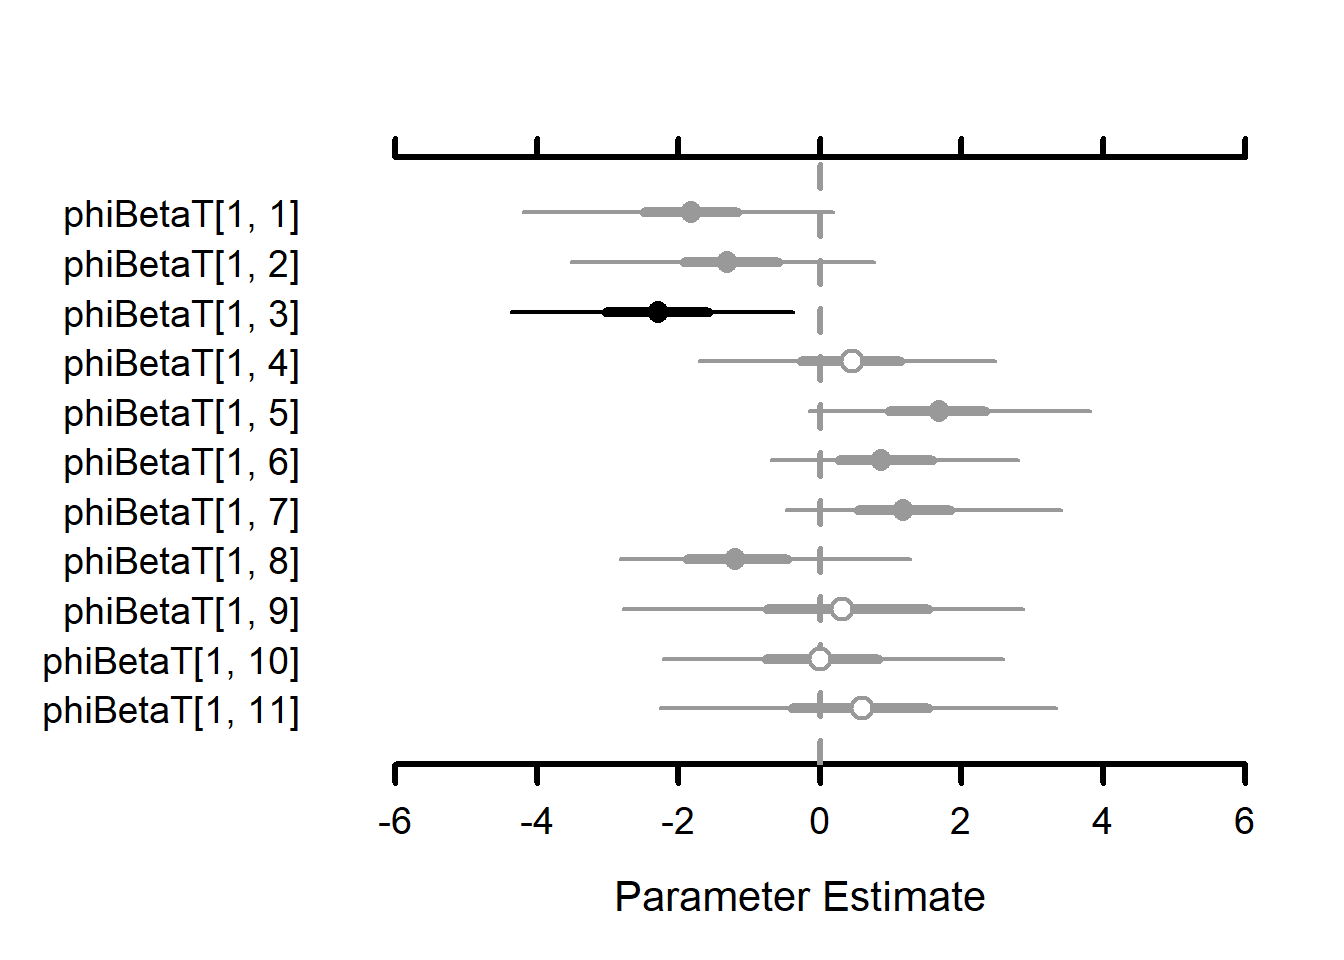 phiBetaT[1, 1]
phiBetaT[1, 2]
phiBetaT[1, 3]
phiBetaT[1, 4]
phiBetaT[1, 5]
phiBetaT[1, 6]
phiBetaT[1, 7]
phiBetaT[1, 8]
phiBetaT[1, 9]
phiBetaT[1, 10]
phiBetaT[1, 11]
-6 -4 -2 0 2 4 6
Parameter Estimate